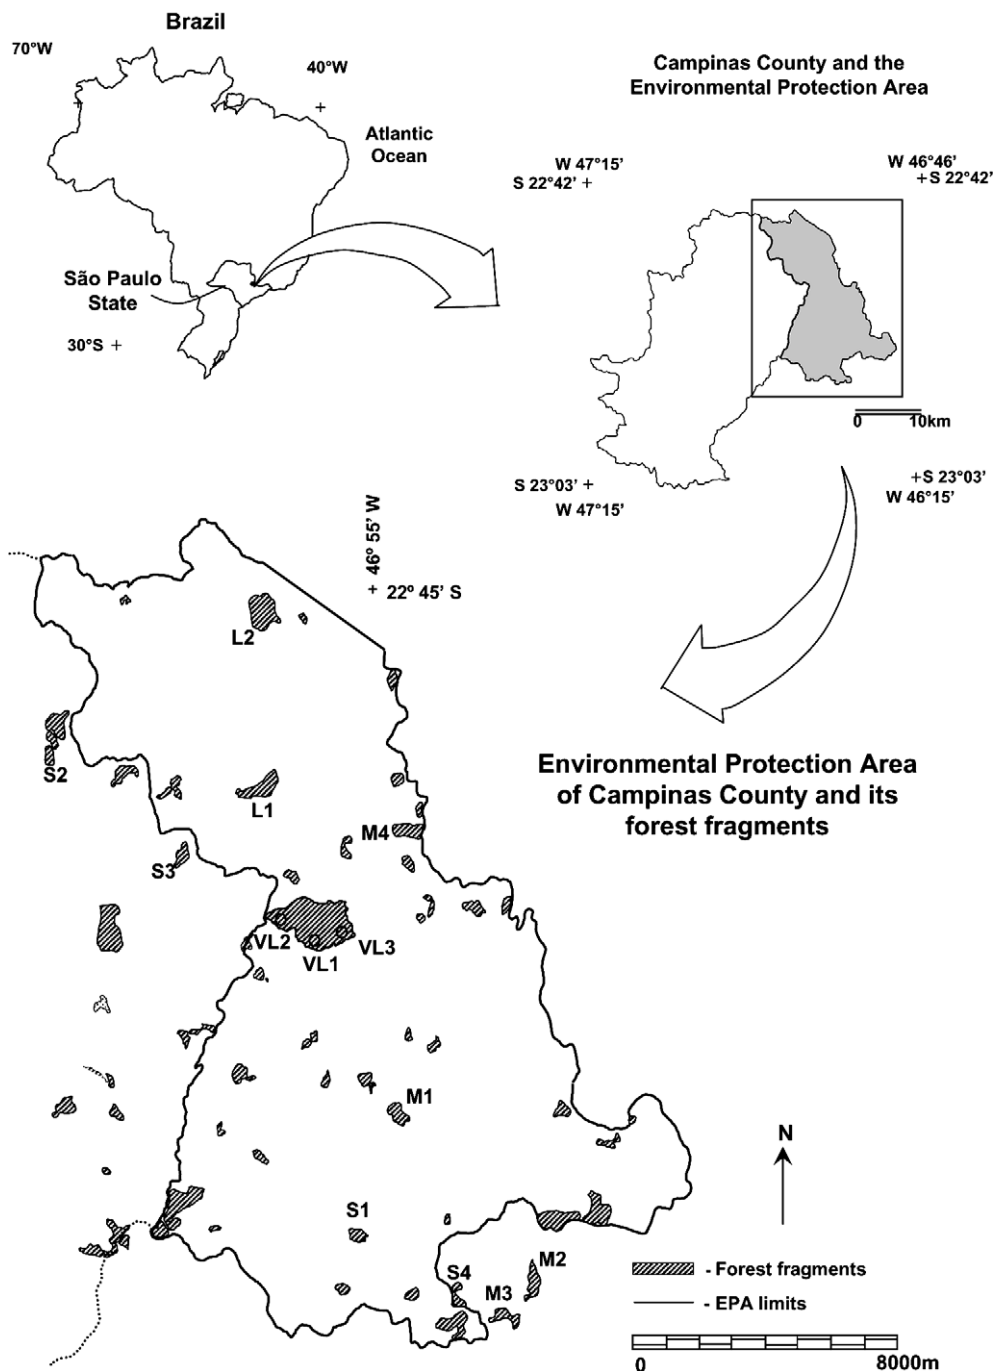 Brazil
70°W
40°W
Atlantic
Ocean
São Paulo
State
30°S
Campinas County and the
Environmental Protection Area
W 47°15’
S 22°42’
W 46°46’
S 22°42’
0 10km
S 23°03’
W 47°15’
S 23°03’
W 46°15’
46° 55’ W
22° 45’ S
L2
S2
L1
M4
S3
VL2
VL1
VL3
M1
S1
S4
M3
M2
Environmental Protection Area
of Campinas County and its
forest fragments
N
- Forest fragments
- EPA limits
0 8000m